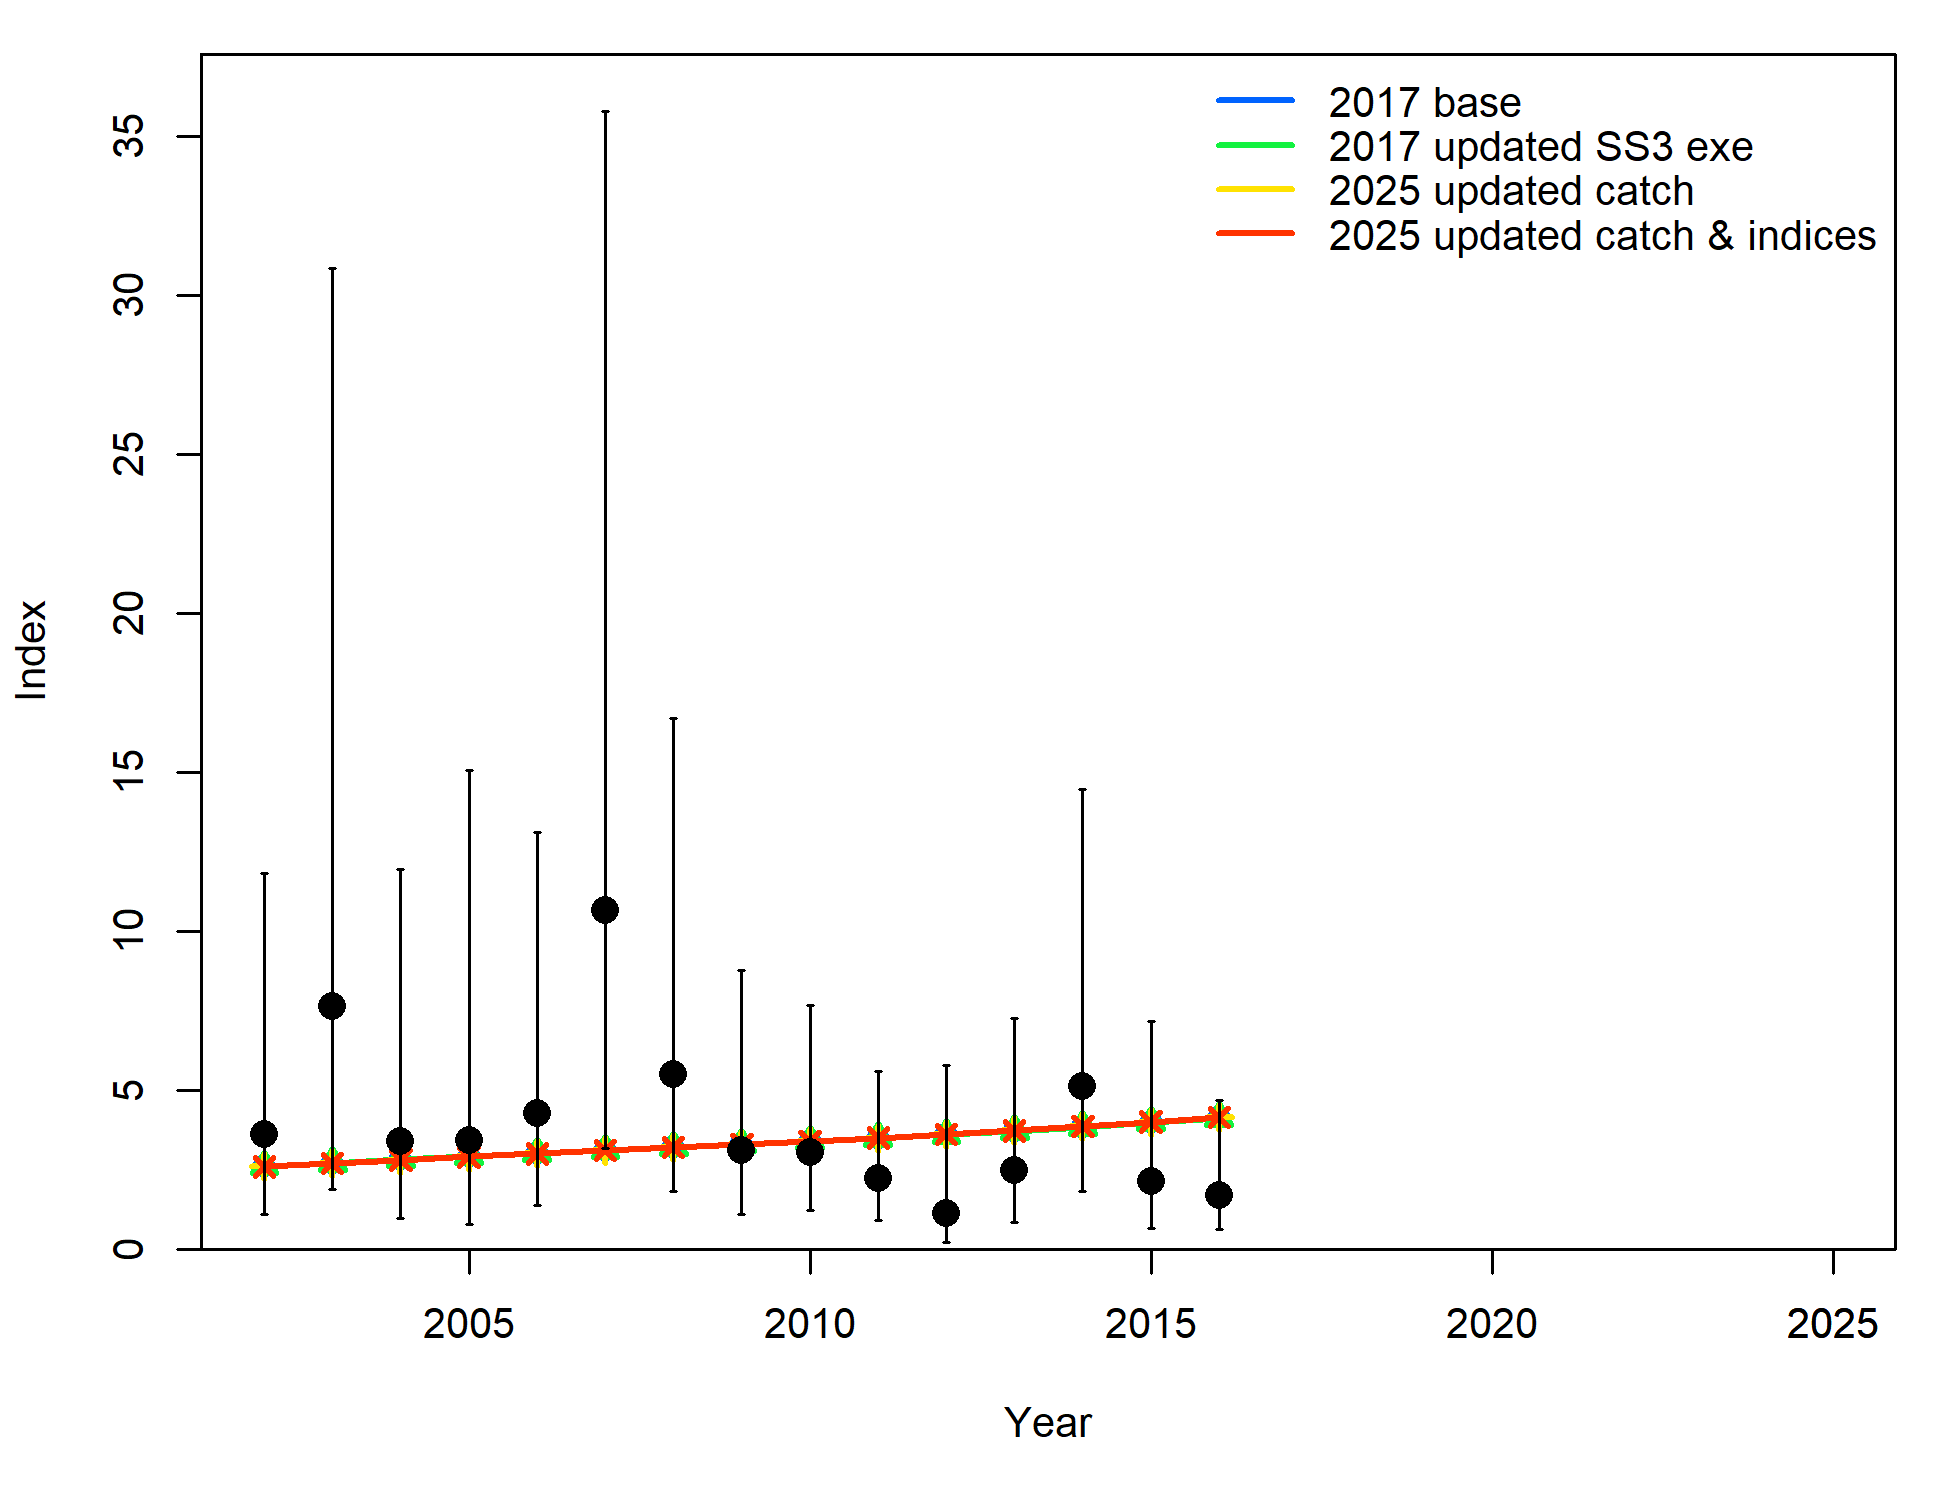 2017 base
2017 updated SS3 exe
2025 updated catch
2025 updated catch & indices
35
30
25
20
15
10
5
0
Index
2005
2010
2015
2020
2025
Year